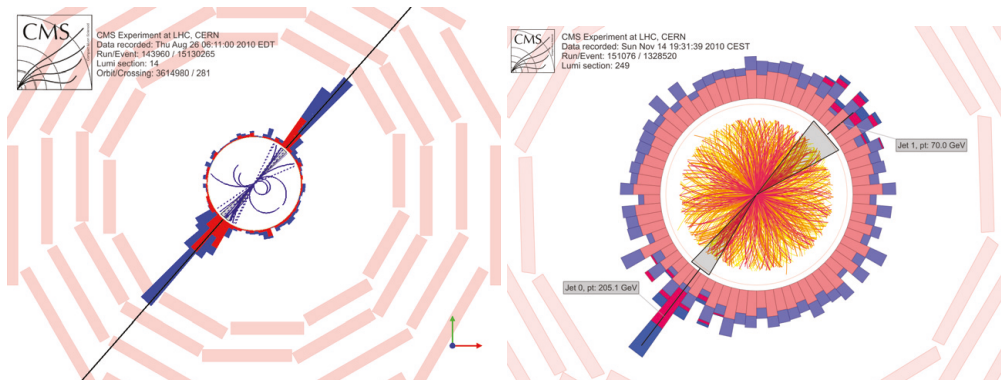 CMS
CMS Experiment at LHC, CERN
Data recorded: Thu Aug 26 06:11:00 2010 EDT
Run/Event: 143960 / 15130265
Lumi section: 14
Orbit/Crossing: 3614980 / 281
CMS
CMS Experiment at LHC, CERN
Data recorded: Sun Nov 14 19:31:39 2010 CEST
Run/Event: 151076 / 1328520
Lumi section: 249
Jet 1, pt: 70.0 GeV
Jet 0, pt: 205.1 GeV